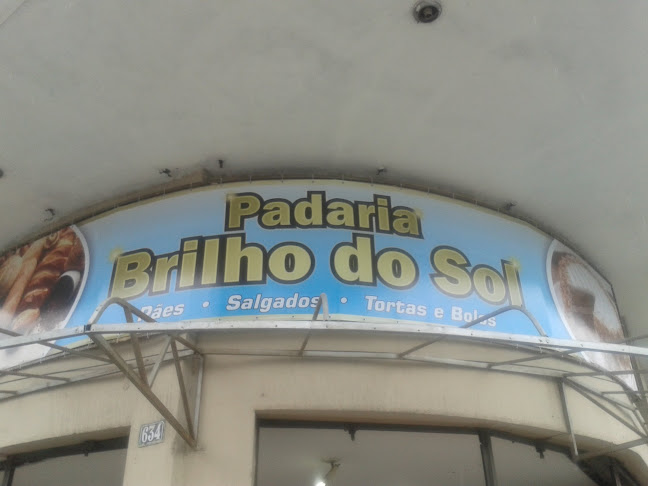 Padaria
Brilho do Sol
Pães • Salgados • Tortas e Bolos
634